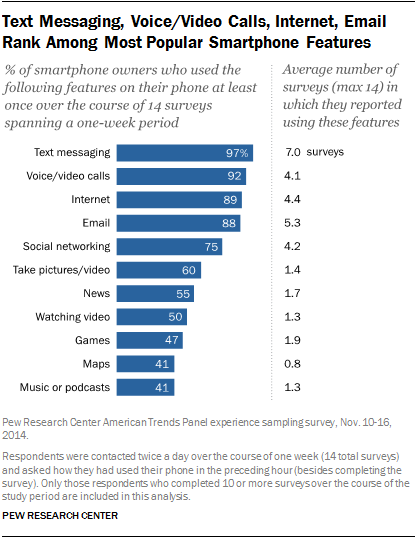 Text Messaging, Voice/Video Calls, Internet, Email
Rank Among Most Popular Smartphone Features
% of smartphone owners who used the
following features on their phone at least
once over the course of 14 surveys
spanning a one-week period
Average number of
surveys (max 14) in
which they reported
using these features
Text messaging 97% 7.0 surveys
Voice/video calls 92 4.1
Internet 89 4.4
Email 88 5.3
Social networking 75 4.2
Take pictures/video 60 1.4
News 55 1.7
Watching video 50 1.3
Games 47 1.9
Maps 41 0.8
Music or podcasts 41 1.3
Pew Research Center American Trends Panel experience sampling survey, Nov. 10-16,
2014.
Respondents were contacted twice a day over the course of one week (14 total surveys)
and asked how they had used their phone in the preceding hour (besides completing the
survey). Only those respondents who completed 10 or more surveys over the course of the
study period are included in this analysis.
PEW RESEARCH CENTER